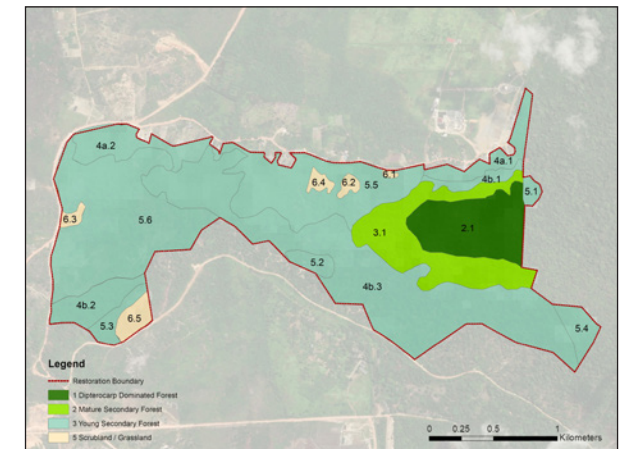 4a.2
4a.1
6.1
4b.1
6.4
6.2
5.5
5.1
6.3
5.6
3.1
2.1
5.2
4b.3
4b.2
5.3
6.5
5.4
Legend
Restoration Boundary
1 Dipterocarp Dominated Forest
2 Mature Secondary Forest
3 Young Secondary Forest
5 Scrubland / Grassland
0 0.25 0.5 1
Kilometers